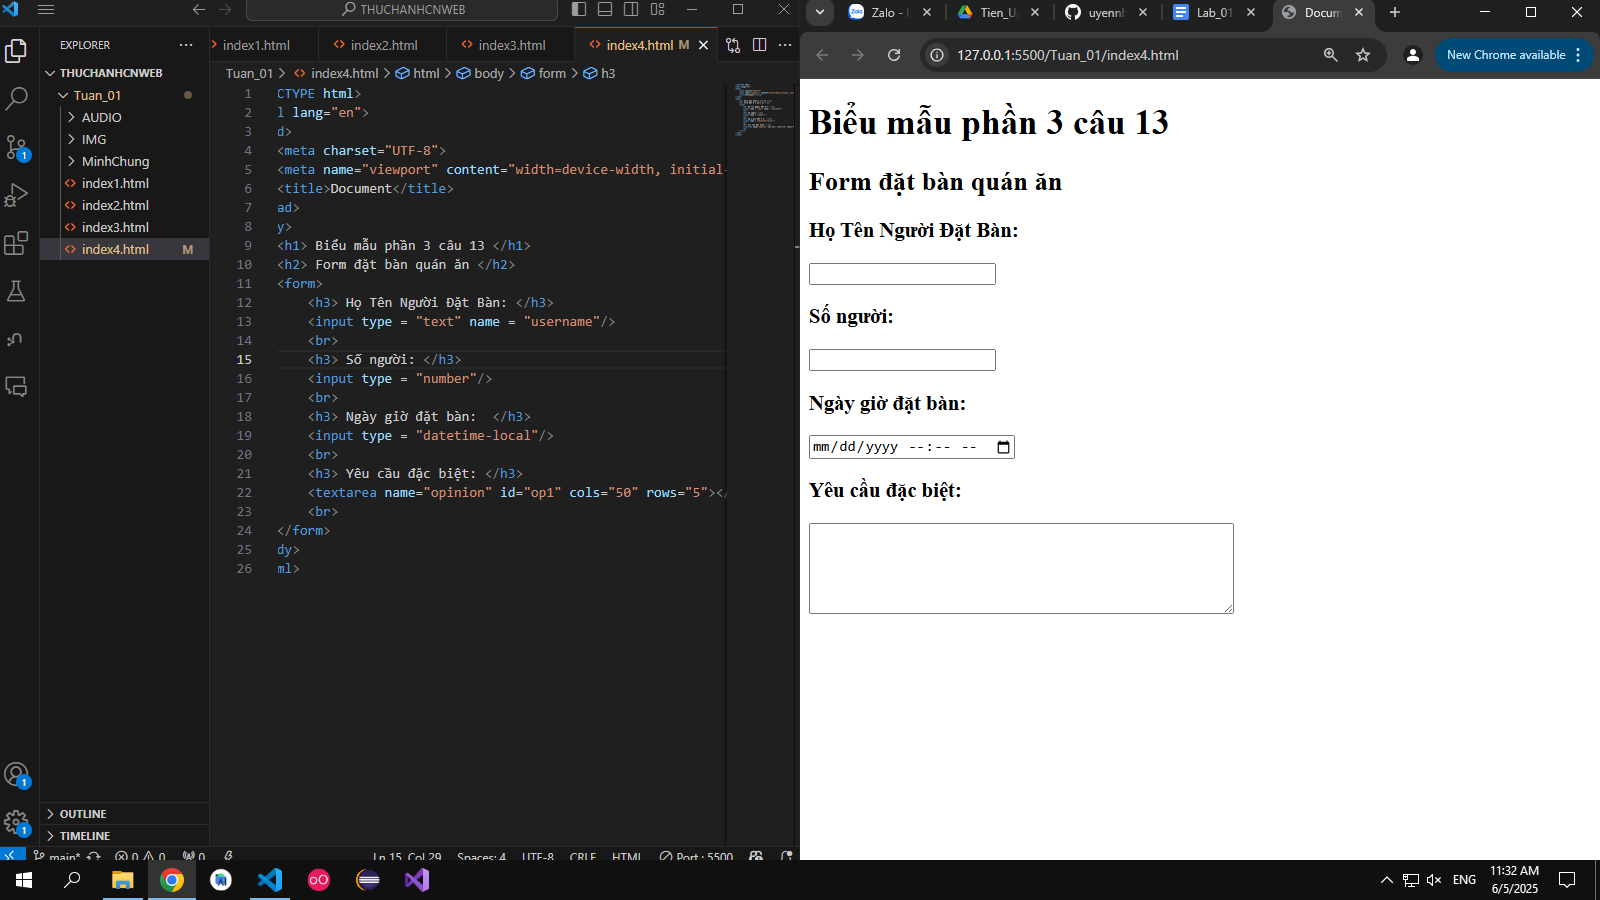 THUCHANHCNWEB
EXPLORER
THUCHANHCNWEB
Tuan_01
AUDIO
IMG
MinhChung
index1.html
index2.html
index3.html
index4.html M
OUTLINE
TIMELINE
index1.html index2.html index3.html index4.html M
Tuan_01 > index4.html > html > body > form > h3
1 CTYPE html>
2 l lang="en">
3 d>
4 <meta charset="UTF-8">
5 <meta name="viewport" content="width=device-width, initial-
6 <title>Document</title>
7 ad>
8 y>
9 <h1> Biểu mẫu phần 3 câu 13 </h1>
10 <h2> Form đặt bàn quán ăn </h2>
11 <form>
12 <h3> Họ Tên Người Đặt Bàn: </h3>
13 <input type = "text" name = "username"/>
14 <br>
15 <h3> Số người: </h3>
16 <input type = "number"/>
17 <br>
18 <h3> Ngày giờ đặt bàn:  </h3>
19 <input type = "datetime-local"/>
20 <br>
21 <h3> Yêu cầu đặc biệt: </h3>
22 <textarea name="opinion" id="op1" cols="50" rows="5"></
23 <br>
24 </form>
25 dy>
26 ml>
main* 0 0 0 Ln 15, Col 29 Spaces: 4 UTF-8 CRLF HTML Port : 5500
Zalo - Tien_U uyennh Lab_01 Docum
127.0.0.1:5500/Tuan_01/index4.html
New Chrome available
Biểu mẫu phần 3 câu 13
Form đặt bàn quán ăn
Họ Tên Người Đặt Bàn:
Số người:
Ngày giờ đặt bàn:
mm/dd/yyyy --:-- --
Yêu cầu đặc biệt:
ENG
11:32 AM
6/5/2025